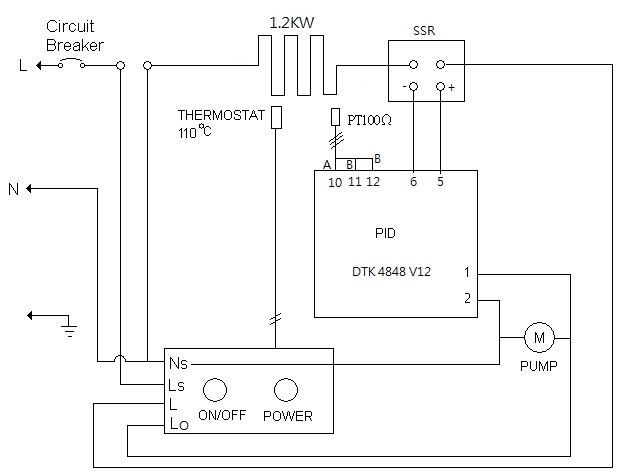 Circuit
Breaker
1.2KW
SSR
L
- +
THERMOSTAT
110°C
PT100Ω
A B B
10 11 12 6 5
N
PID
DTK 4848 V12
1
2
M
PUMP
Ns
Ls
L
Lo
ON/OFF POWER